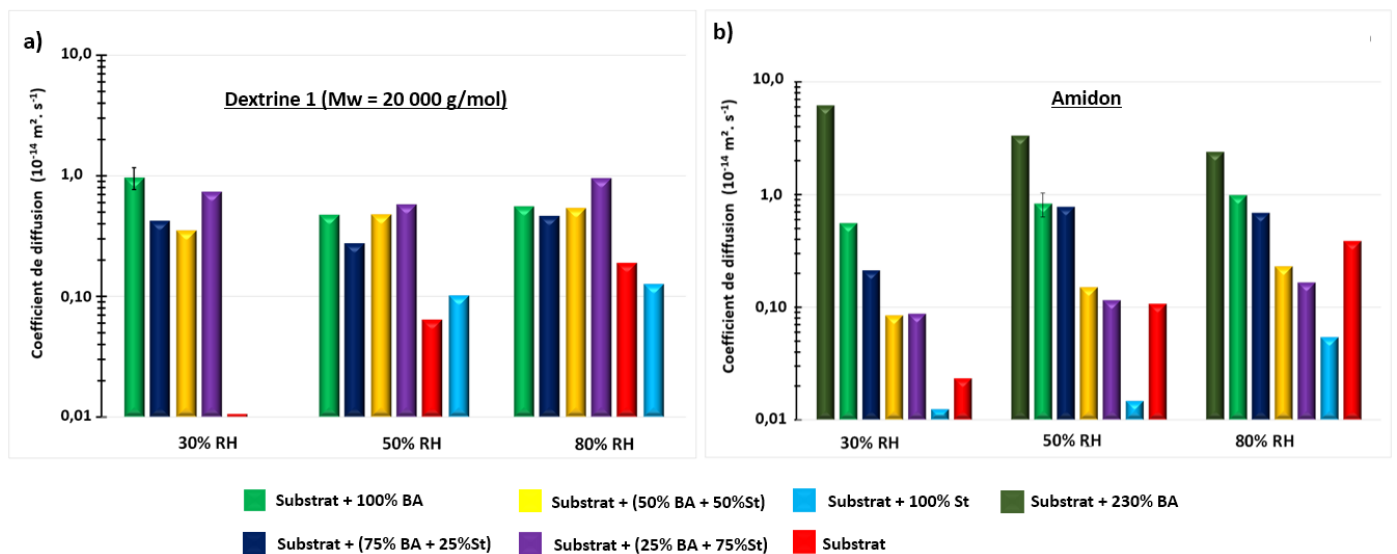 a)
Coefficient de diffusion (10⁻¹⁴ m². s⁻¹)
10,0
1,0
0,10
0,01
Dextrine 1 (Mw = 20 000 g/mol)
30% RH
50% RH
80% RH
b)
Coefficient de diffusion (10⁻¹⁴ m². s⁻¹)
10,0
1,0
0,10
0,01
Amidon
30% RH
50% RH
80% RH
Substrat + 100% BA
Substrat + (50% BA + 50%St)
Substrat + 100% St
Substrat + 230% BA
Substrat + (75% BA + 25%St)
Substrat + (25% BA + 75%St)
Substrat